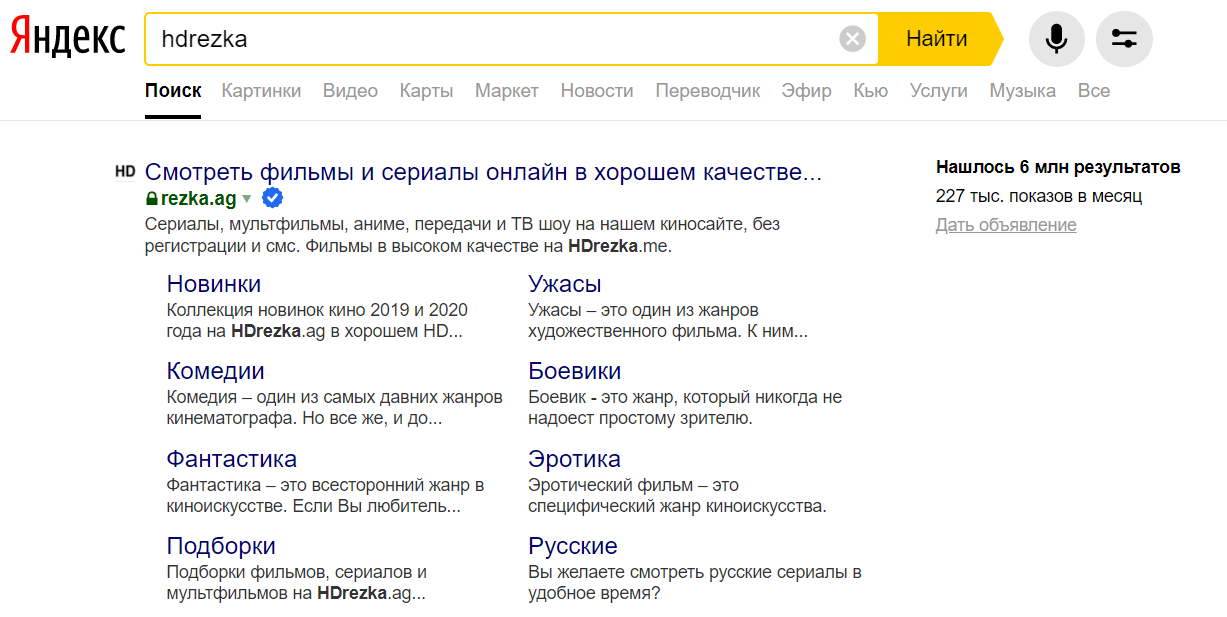 Яндекс
hdrezka
Найти
Поиск Картинки Видео Карты Маркет Новости Переводчик Эфир Кью Услуги Музыка Все
HD Смотреть фильмы и сериалы онлайн в хорошем качестве...
rezka.ag
Сериалы, мультфильмы, аниме, передачи и ТВ шоу на нашем киносайте, без
регистрации и смс. Фильмы в высоком качестве на HDrezka.me.
Новинки
Коллекция новинок кино 2019 и 2020
года на HDrezka.ag в хорошем HD...
Ужасы
Ужасы – это один из жанров
художественного фильма. К ним...
Комедии
Комедия – один из самых давних жанров
кинематографа. Но все же, и до...
Боевики
Боевик - это жанр, который никогда не
надоест простому зрителю.
Фантастика
Фантастика – это всесторонний жанр в
киноискусстве. Если Вы любитель...
Эротика
Эротический фильм – это
специфический жанр киноискусства.
Подборки
Подборки фильмов, сериалов и
мультфильмов на HDrezka.ag...
Русские
Вы желаете смотреть русские сериалы в
удобное время?
Нашлось 6 млн результатов
227 тыс. показов в месяц
Дать объявление